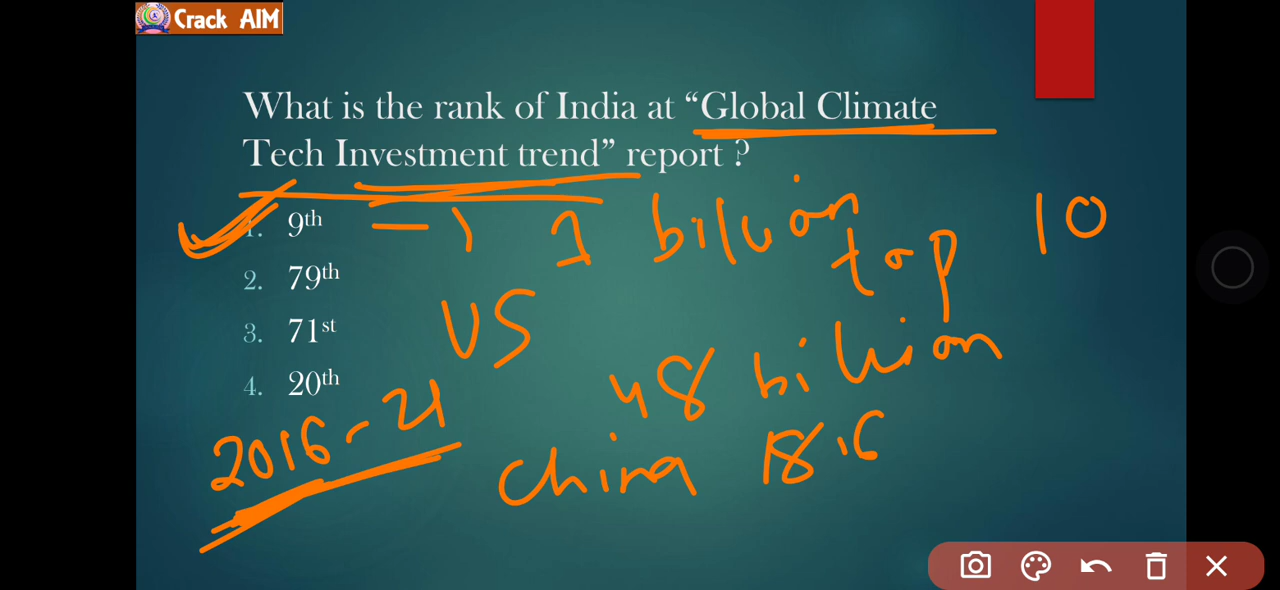 Crack AIM
What is the rank of India at “Global Climate
Tech Investment trend” report ?
1. 9th
2. 79th
3. 71st
4. 20th
1 billion
top 10
US 48 billion
China 18.6
2016-21